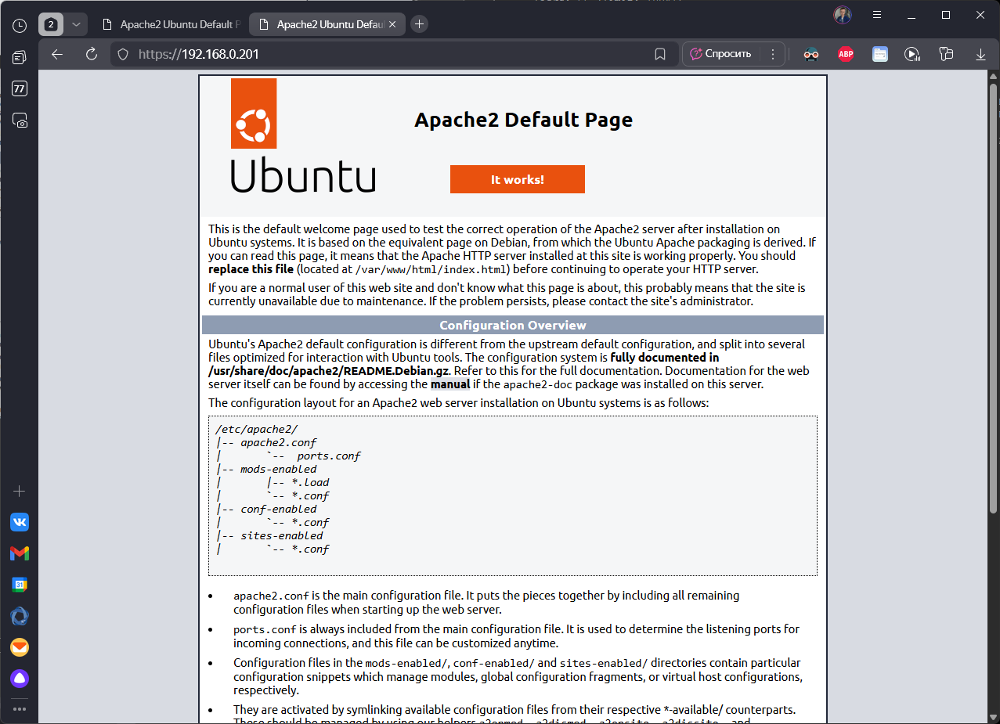 2
Apache2 Ubuntu Default P
Apache2 Ubuntu Defau
https://192.168.0.201
Спросить
ABP
77
Apache2 Default Page
Ubuntu
It works!
This is the default welcome page used to test the correct operation of the Apache2 server after installation on
Ubuntu systems. It is based on the equivalent page on Debian, from which the Ubuntu Apache packaging is derived. If
you can read this page, it means that the Apache HTTP server installed at this site is working properly. You should
replace this file (located at /var/www/html/index.html) before continuing to operate your HTTP server.
If you are a normal user of this web site and don't know what this page is about, this probably means that the site is
currently unavailable due to maintenance. If the problem persists, please contact the site's administrator.
Configuration Overview
Ubuntu's Apache2 default configuration is different from the upstream default configuration, and split into several
files optimized for interaction with Ubuntu tools. The configuration system is fully documented in
/usr/share/doc/apache2/README.Debian.gz. Refer to this for the full documentation. Documentation for the web
server itself can be found by accessing the manual if the apache2-doc package was installed on this server.
The configuration layout for an Apache2 web server installation on Ubuntu systems is as follows:
/etc/apache2/
|-- apache2.conf
|       `--  ports.conf
|-- mods-enabled
|       |-- *.load
|       `-- *.conf
|-- conf-enabled
|       `-- *.conf
|-- sites-enabled
|       `-- *.conf
• apache2.conf is the main configuration file. It puts the pieces together by including all remaining
configuration files when starting up the web server.
• ports.conf is always included from the main configuration file. It is used to determine the listening ports for
incoming connections, and this file can be customized anytime.
• Configuration files in the mods-enabled/, conf-enabled/ and sites-enabled/ directories contain particular
configuration snippets which manage modules, global configuration fragments, or virtual host configurations,
respectively.
• They are activated by symlinking available configuration files from their respective *-available/ counterparts.
These should be managed by using our helpers a2enmod, a2dismod, a2ensite, a2dissite, and
31